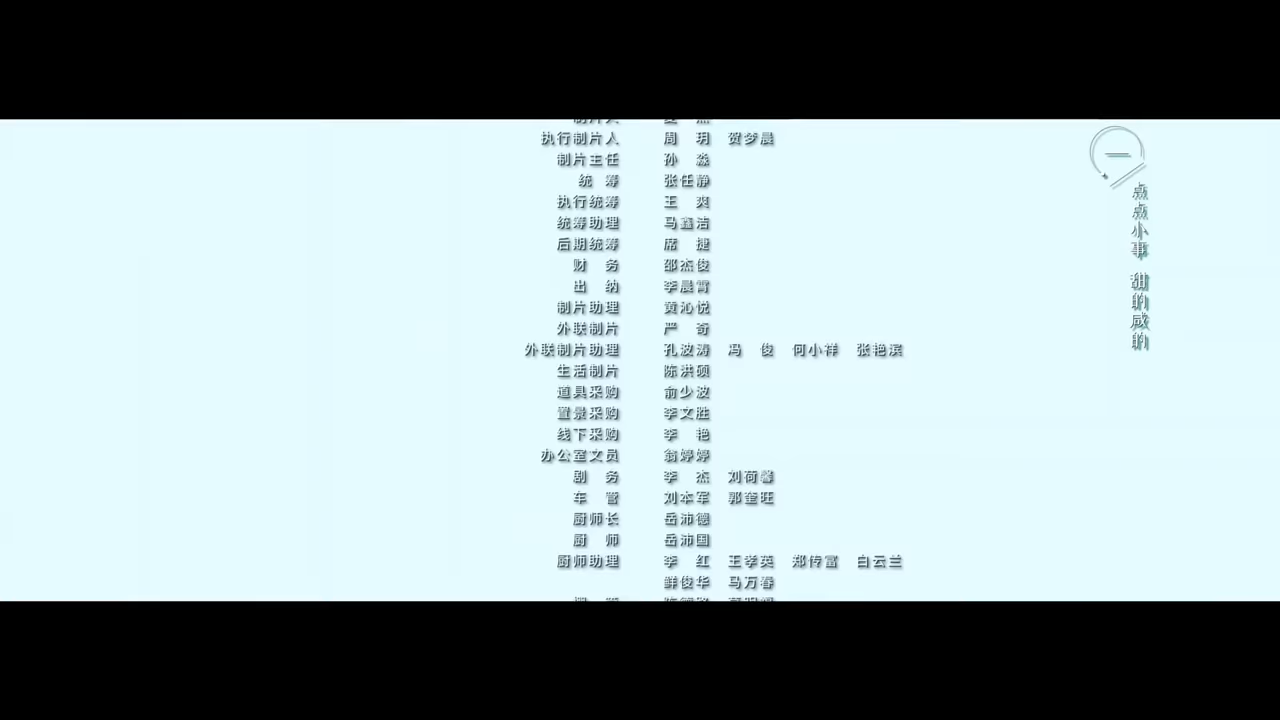 执行制片人 周 玥 贺梦晨
制片主任 孙 淼
统 筹 张任静
执行统筹 王 爽
统筹助理 马鑫洁
后期统筹 席 捷
财 务 邵杰俊
出 纳 李晨霄
制片助理 黄沁悦
外联制片 严 奇
外联制片助理 孔波涛 冯 俊 何小祥 张艳滨
生活制片 陈洪硕
道具采购 俞少波
置景采购 李文胜
线下采购 李 艳
办公室文员 翁婷婷
剧 务 李 杰 刘荷馨
车 管 刘本军 郭奎旺
厨师长 岳沛德
厨 师 岳沛国
厨师助理 李 红 王孝英 郑传富 白云兰
鲜俊华 马万春
一
点点小事 甜的咸的